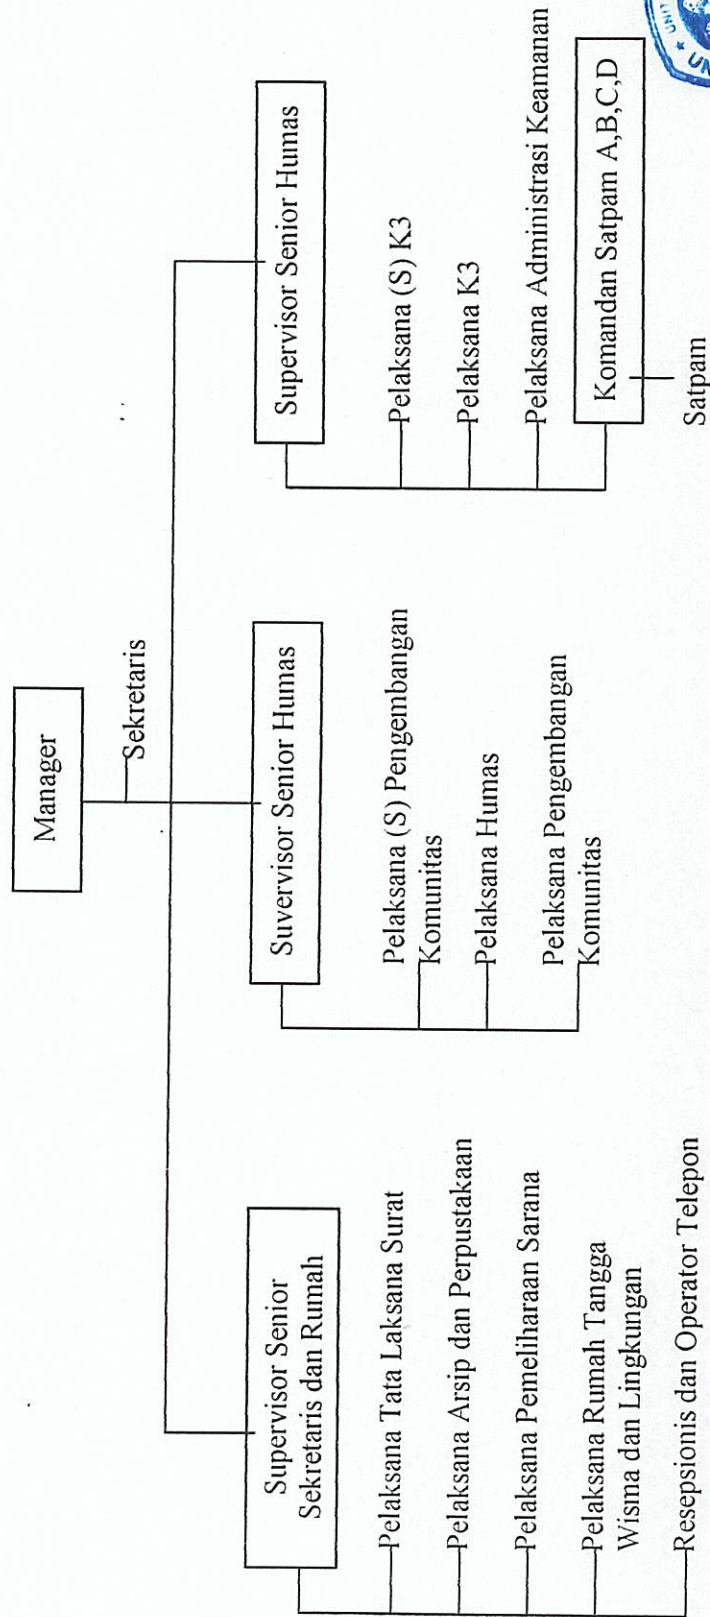 Manager
Sekretaris
Supervisor Senior
Sekretaris dan Rumah
Pelaksana Tata Laksana Surat
Pelaksana Arsip dan Perpustakaan
Pelaksana Pemeliharaan Sarana
Pelaksana Rumah Tangga
Wisma dan Lingkungan
Resepsionis dan Operator Telepon
Suvervisor Senior Humas
Pelaksana (S) Pengembangan
Komunitas
Pelaksana Humas
Pelaksana Pengembangan
Komunitas
Supervisor Senior Humas
Pelaksana (S) K3
Pelaksana K3
Pelaksana Administrasi Keamanan
Komandan Satpam A,B,C,D
Satpam